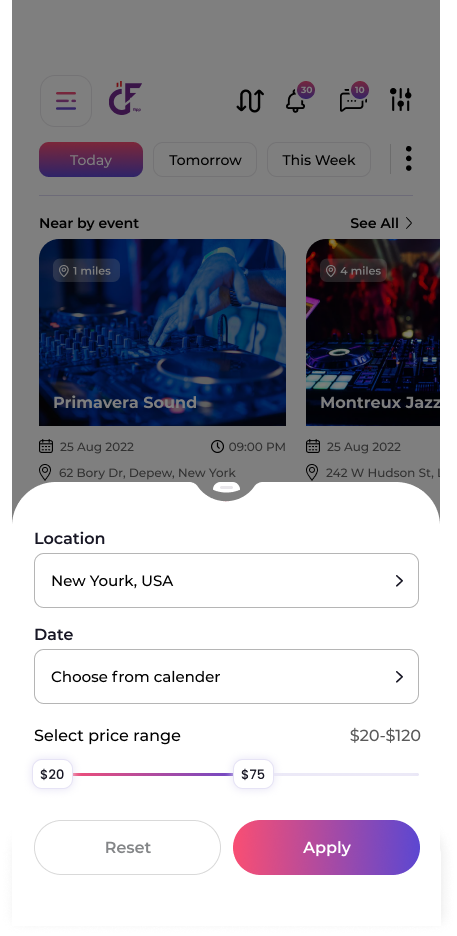 30
10
Today Tomorrow This Week
Near by event See All
1 miles 4 miles
Primavera Sound Montreux Jazz
25 Aug 2022 09:00 PM 25 Aug 2022
62 Bory Dr, Depew, New York 242 W Hudson St,
Location
New Yourk, USA
Date
Choose from calender
Select price range $20-$120
$20 $75
Reset Apply